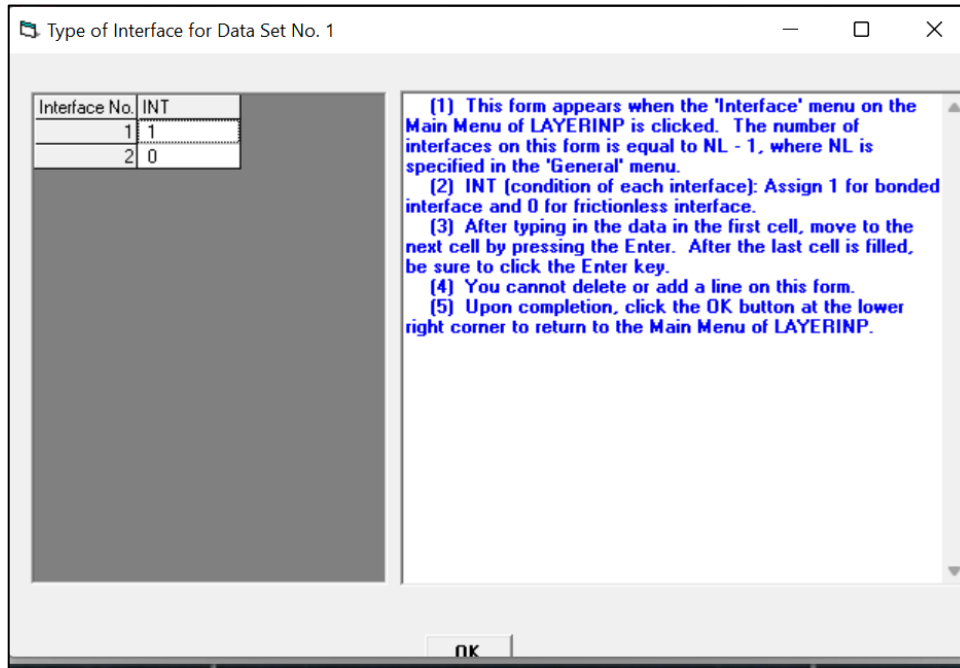 Type of Interface for Data Set No. 1
Interface No. INT
1 1
2 0
(1) This form appears when the 'Interface' menu on the
Main Menu of LAYERINP is clicked. The number of
interfaces on this form is equal to NL - 1, where NL is
specified in the 'General' menu.
(2) INT (condition of each interface): Assign 1 for bonded
interface and 0 for frictionless interface.
(3) After typing in the data in the first cell, move to the
next cell by pressing the Enter. After the last cell is filled,
be sure to click the Enter key.
(4) You cannot delete or add a line on this form.
(5) Upon completion, click the OK button at the lower
right corner to return to the Main Menu of LAYERINP.
OK